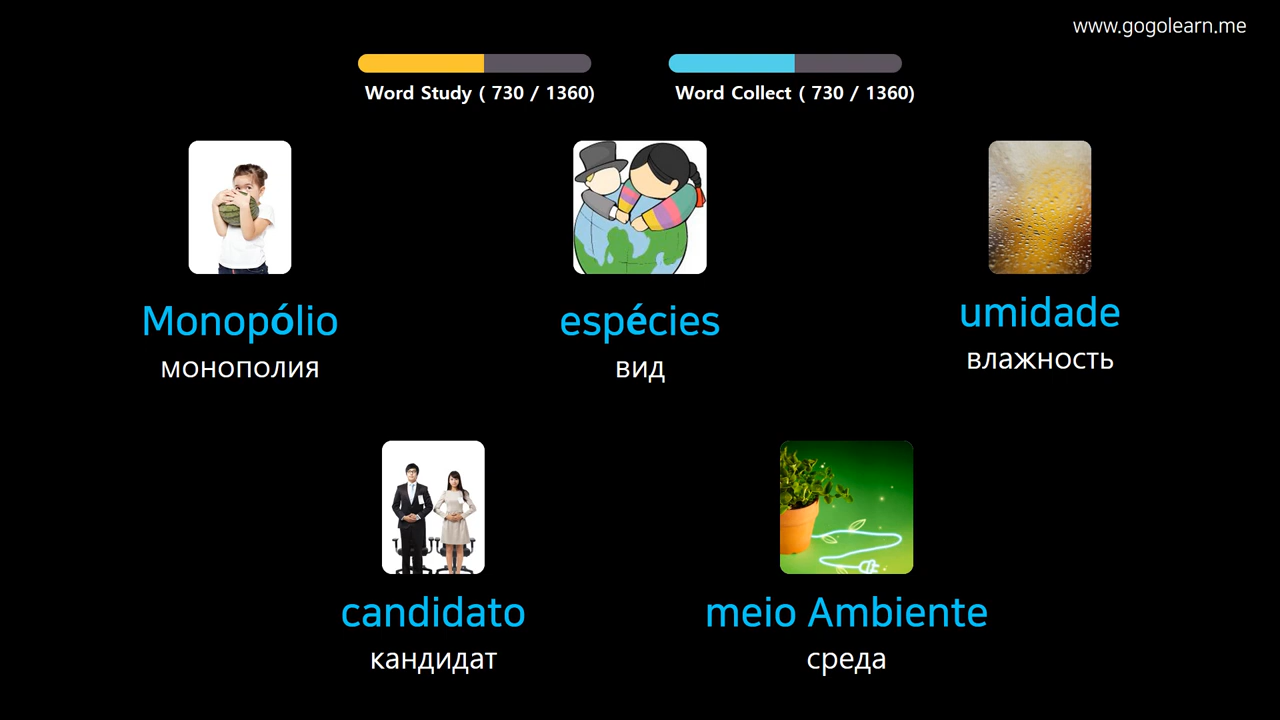 www.gogolearn.me
Word Study ( 730 / 1360)
Word Collect ( 730 / 1360)
Monopólio
монополия
espécies
вид
umidade
влажность
candidato
кандидат
meio Ambiente
среда